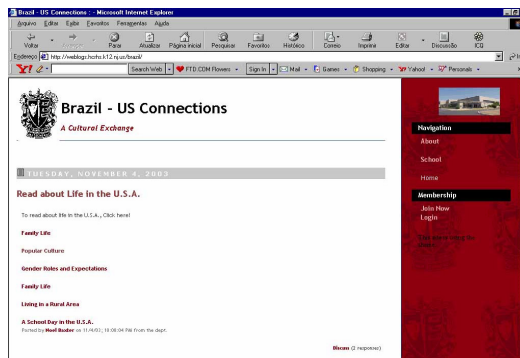 Brazil - US Connections : - Microsoft Internet Explorer
Arquivo Editar Exibir Favoritos Ferramentas Ajuda
Voltar Parar Atualizar Página inicial Pesquisar Favoritos Histórico Correio Imprimir Editar Discussão ICQ
Endereço http://weblogs.hcrhs.k12.nj.us/brazil/
Y! Search Web FTD.COM Flowers Sign In Mail Games Shopping Personals
Brazil - US Connections
A Cultural Exchange
Navigation
About
School
Home
Membership
Join Now
Login
TUESDAY, NOVEMBER 4, 2003
Read about Life in the U.S.A.
To read about life in the U.S.A., Click here!
Family Life
Popular Culture
Gender Roles and Expectations
Family Life
Living in a Rural Area
A School Day in the U.S.A.
Posted by Noel Baxter on 11/4/03; 10:08:04 PM from the dept.
Discuss (2 responses)